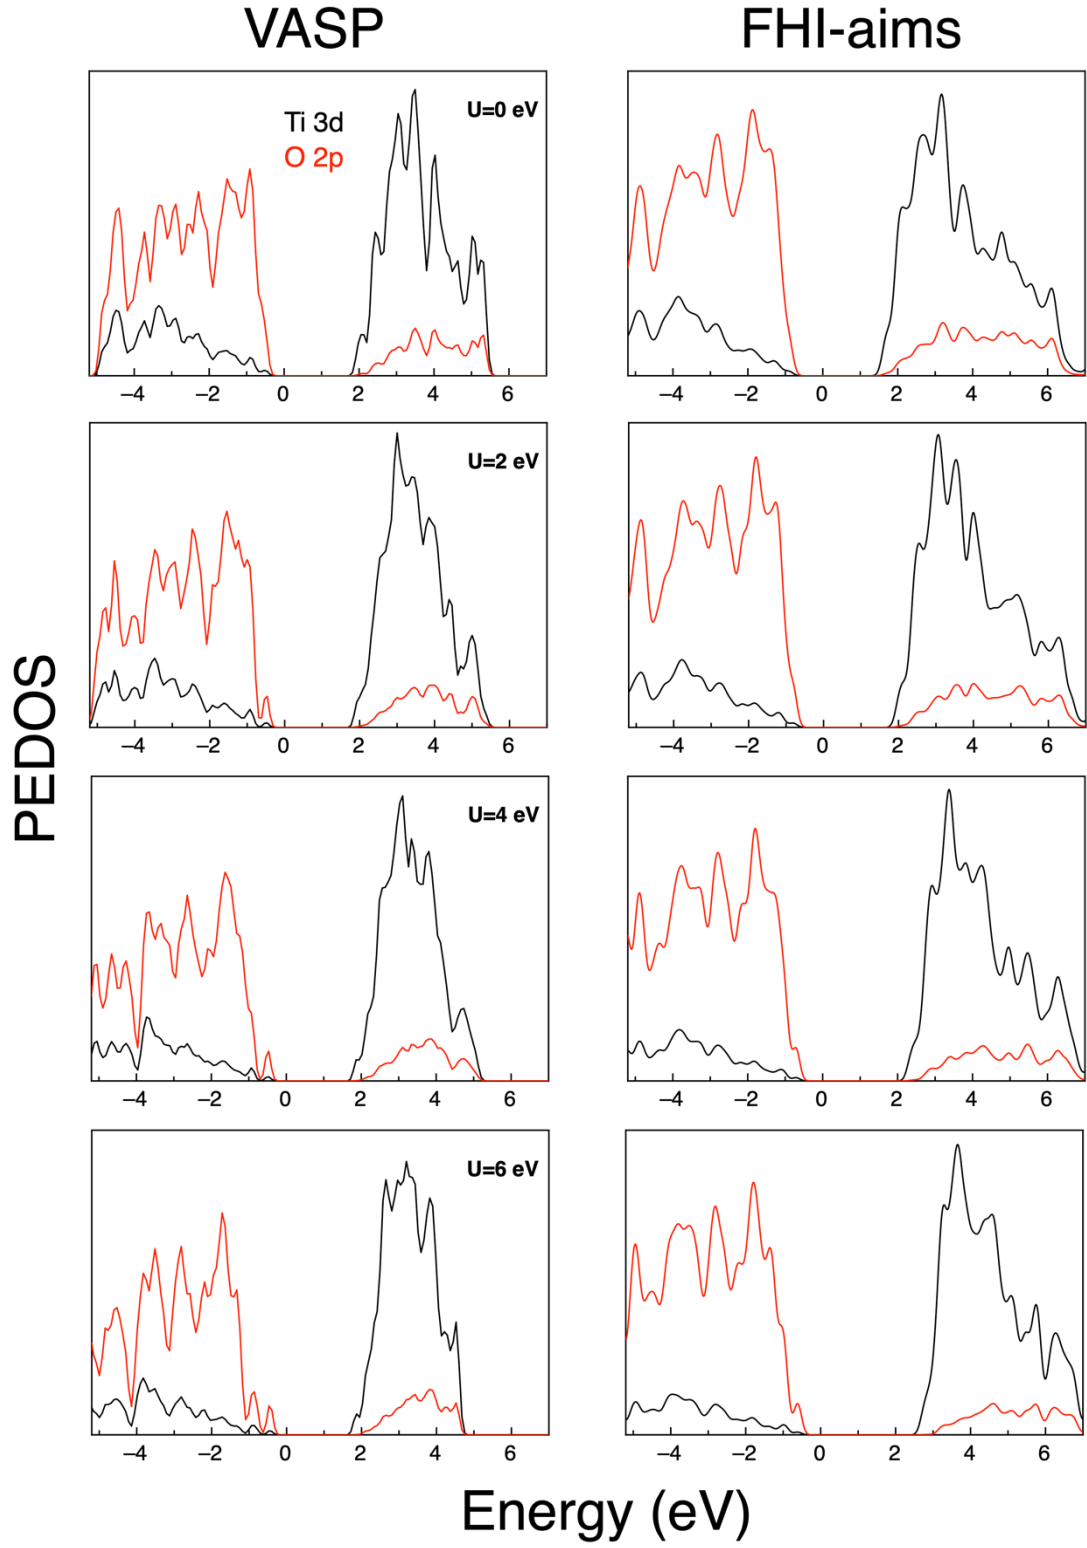 VASP FHI-aims
U=0 eV
Ti 3d
O 2p
−4 −2 0 2 4 6 −4 −2 0 2 4 6
U=2 eV
−4 −2 0 2 4 6 −4 −2 0 2 4 6
PEDOS
U=4 eV
−4 −2 0 2 4 6 −4 −2 0 2 4 6
U=6 eV
−4 −2 0 2 4 6 −4 −2 0 2 4 6
Energy (eV)